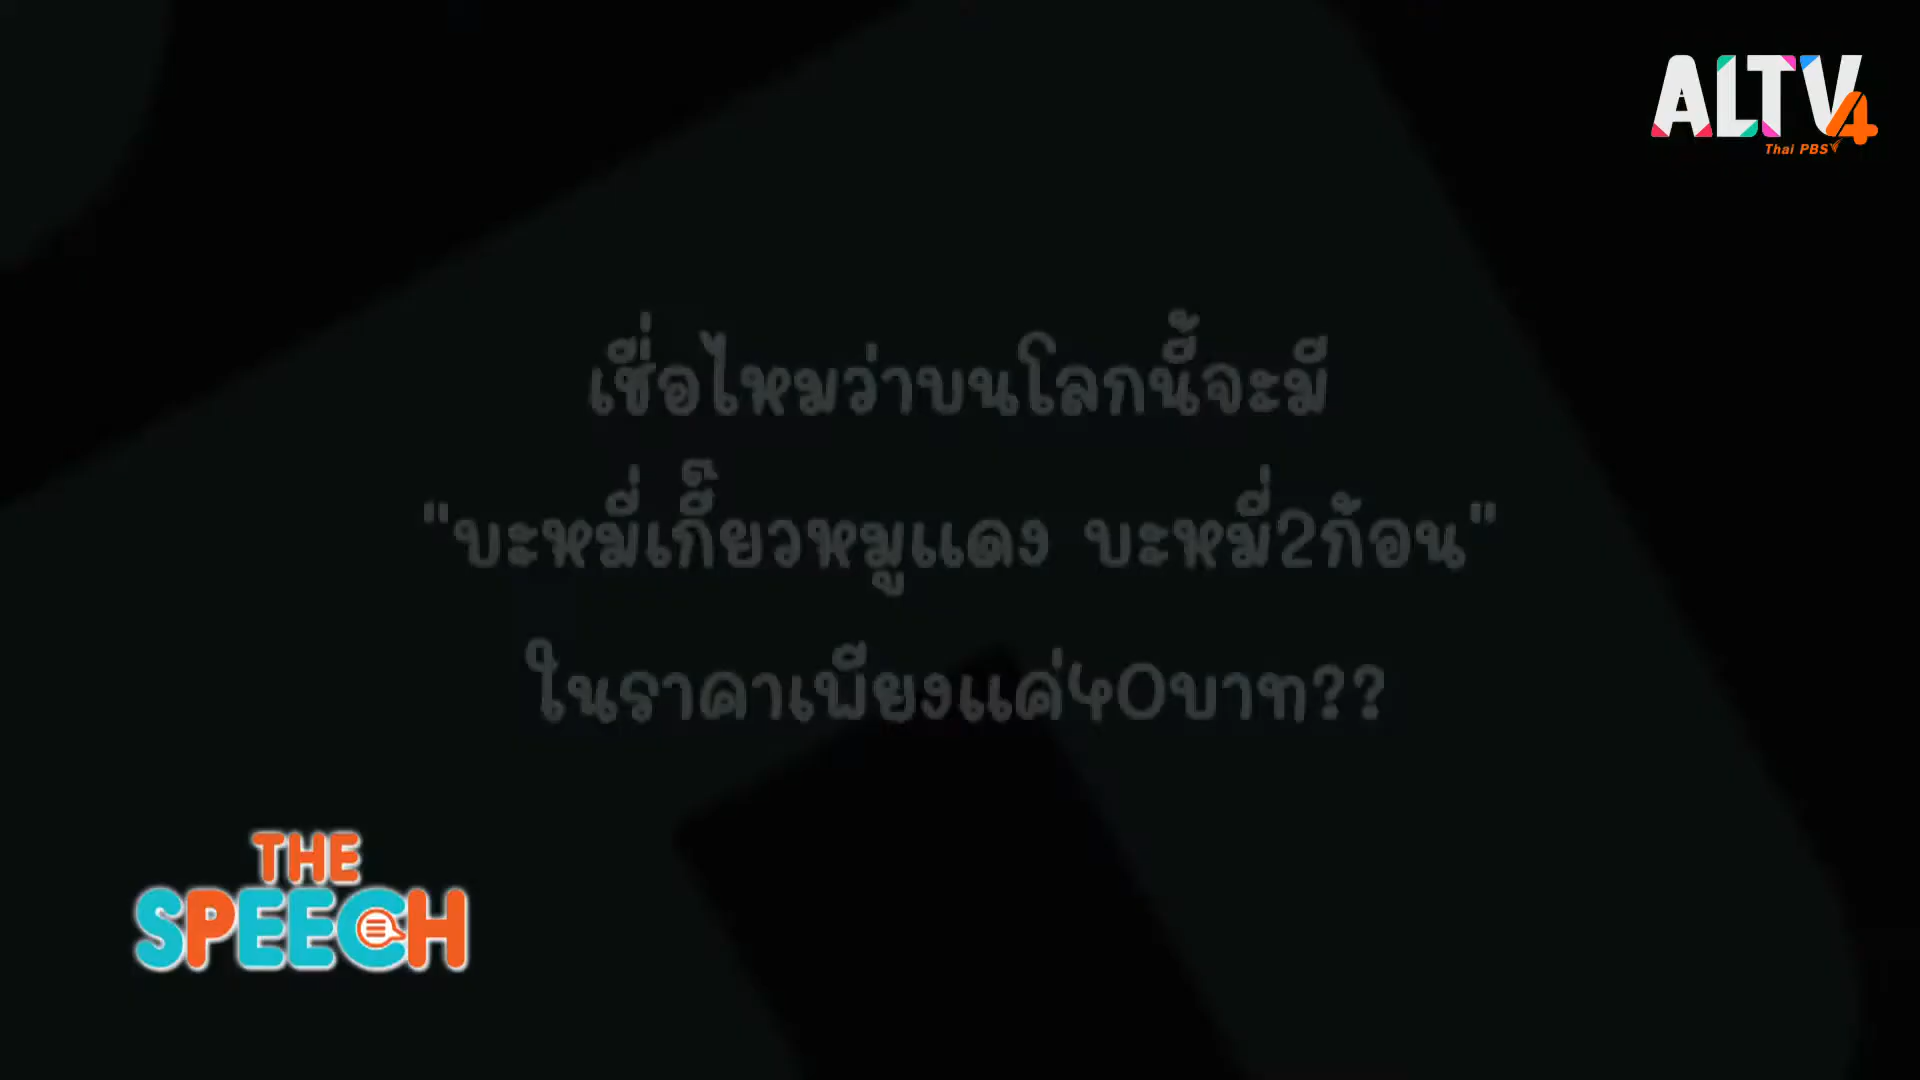 ALTV4
Thai PBS
เชื่อไหมว่าบนโลกนี้จะมี
"บะหมี่เกี๊ยวหมูแดง บะหมี่2ก้อน"
ในราคาเพียงแค่40บาท??
THE
SPEECH